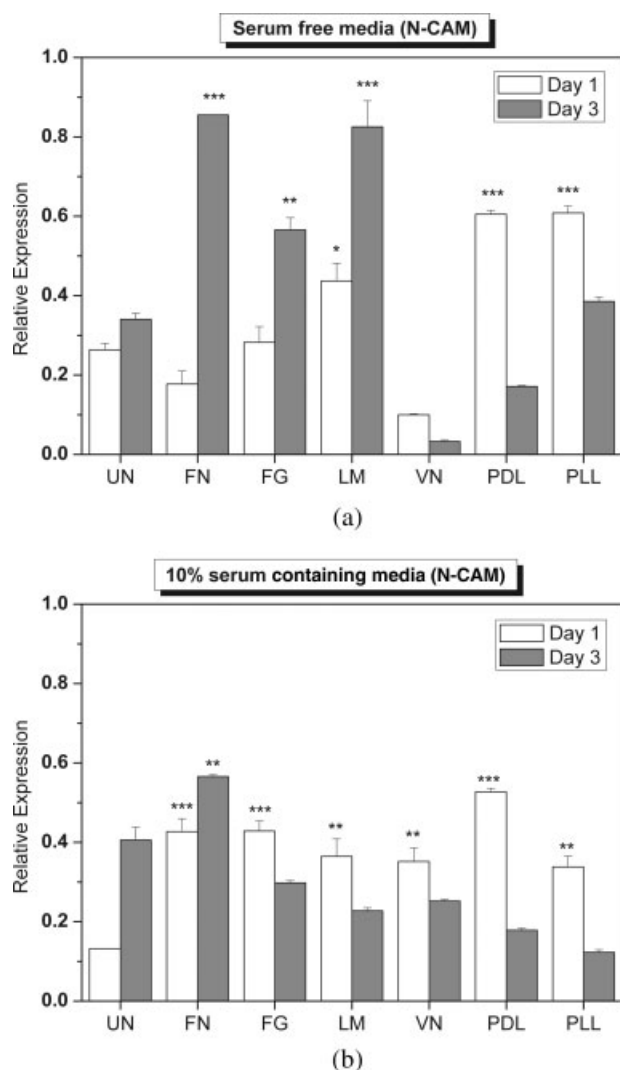 Serum free media (N-CAM)
1.0
0.8
0.6
0.4
0.2
0.0
Relative Expression
Day 1
Day 3
***
**
*
***
***
***
UN FN FG LM VN PDL PLL
(a)
10% serum containing media (N-CAM)
1.0
0.8
0.6
0.4
0.2
0.0
Relative Expression
Day 1
Day 3
***
**
***
**
**
***
**
UN FN FG LM VN PDL PLL
(b)